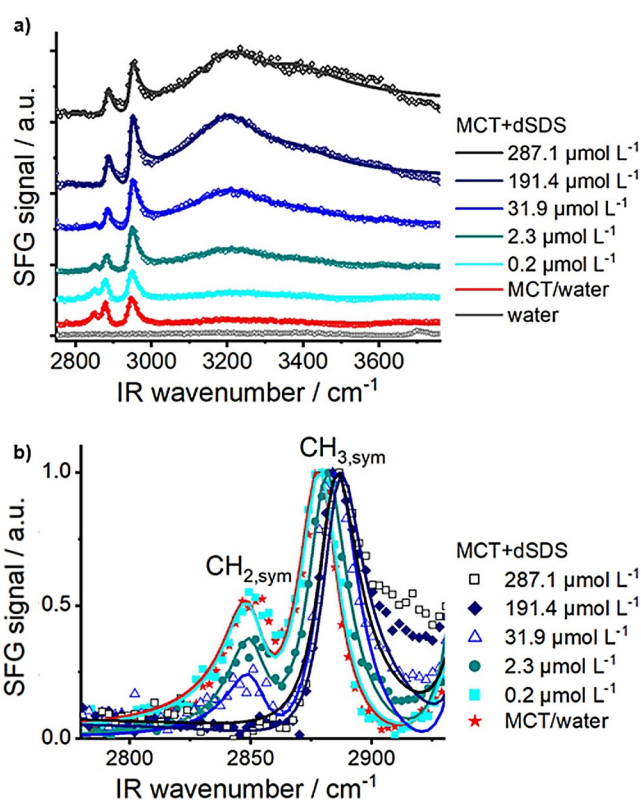 a)
SFG signal / a.u.
MCT+dSDS
287.1 µmol L⁻¹
191.4 µmol L⁻¹
31.9 µmol L⁻¹
2.3 µmol L⁻¹
0.2 µmol L⁻¹
MCT/water
water
2800 3000 3200 3400 3600
IR wavenumber / cm⁻¹
b)
CH3,sym
CH2,sym
1.0
0.5
0.0
SFG signal / a.u.
MCT+dSDS
287.1 µmol L⁻¹
191.4 µmol L⁻¹
31.9 µmol L⁻¹
2.3 µmol L⁻¹
0.2 µmol L⁻¹
MCT/water
2800 2850 2900
IR wavenumber / cm⁻¹